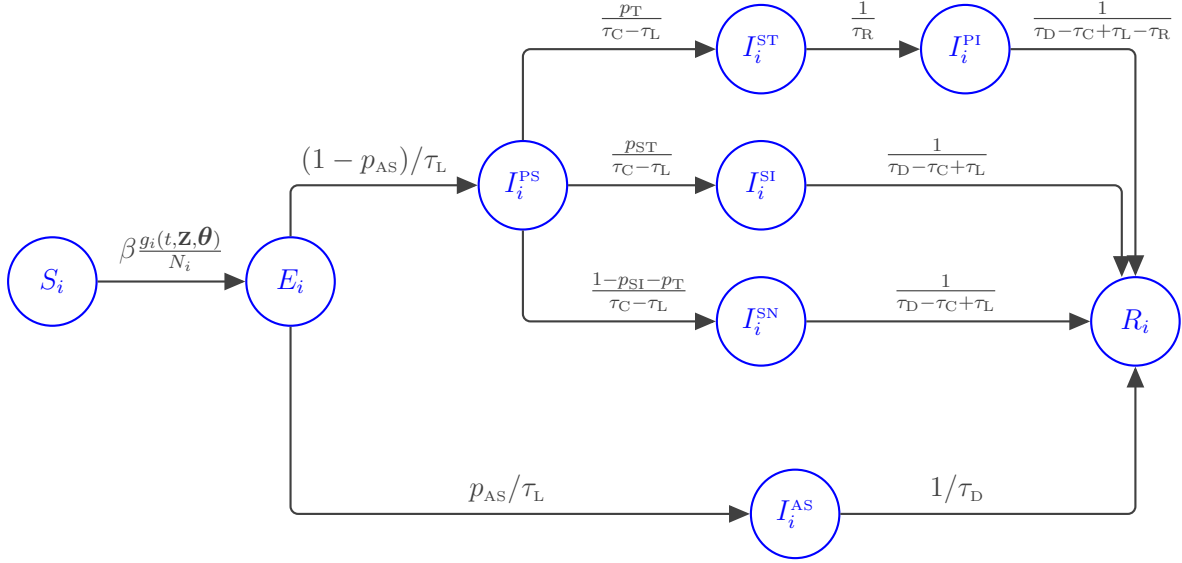 p_T / (τ_C − τ_L)
1 / τ_R
1 / (τ_D − τ_C + τ_L − τ_R)
I_i^ST
I_i^PI
(1 − p_AS)/τ_L
p_ST / (τ_C − τ_L)
1 / (τ_D − τ_C + τ_L)
I_i^PS
I_i^SI
β g_i(t,𝐙,𝛉) / N_i
S_i
E_i
(1 − p_SI − p_T) / (τ_C − τ_L)
1 / (τ_D − τ_C + τ_L)
I_i^SN
R_i
p_AS/τ_L
1/τ_D
I_i^AS